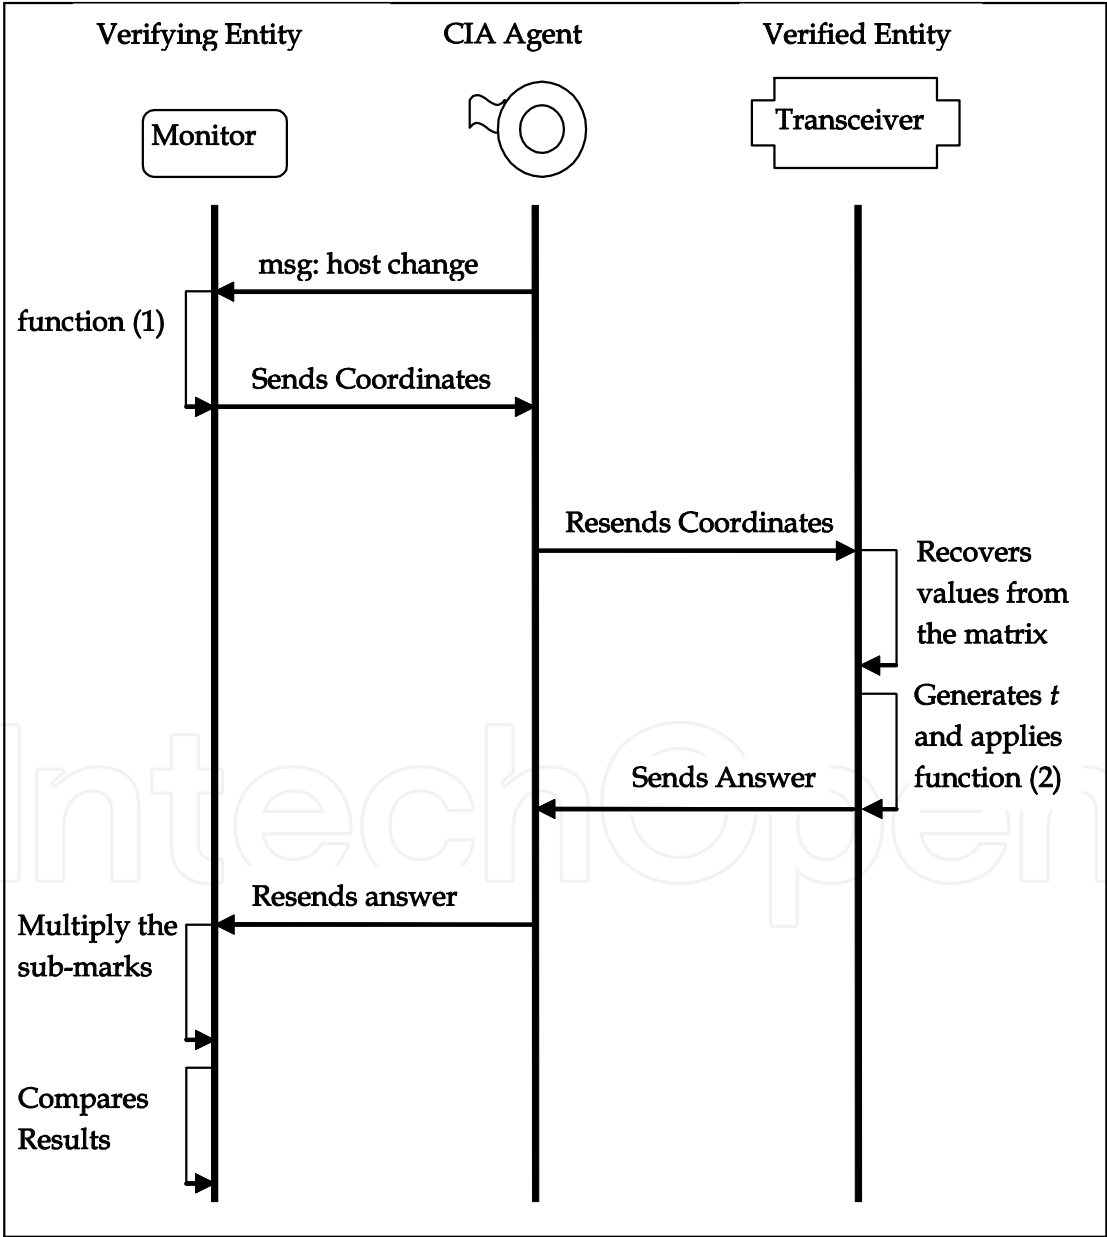 Verifying Entity
CIA Agent
Verified Entity
Monitor
Transceiver
msg: host change
function (1)
Sends Coordinates
Resends Coordinates
Recovers
values from
the matrix
Generates t
and applies
function (2)
Sends Answer
IntechOpen
Resends answer
Multiply the
sub-marks
Compares
Results